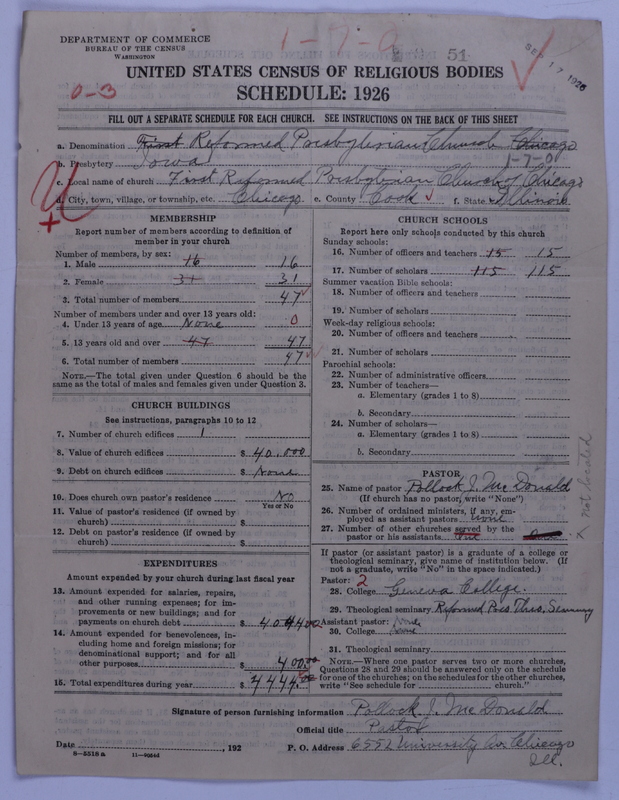 1-7-0
51
SEP 17 1926
DEPARTMENT OF COMMERCE
BUREAU OF THE CENSUS
WASHINGTON
UNITED STATES CENSUS OF RELIGIOUS BODIES
0-3
SCHEDULE: 1926
FILL OUT A SEPARATE SCHEDULE FOR EACH CHURCH. SEE INSTRUCTIONS ON THE BACK OF THIS SHEET
a. Denomination First Reformed Presbyterian Church Chicago
b. Presbytery Iowa 1-7-0
c. Local name of church First Reformed Presbyterian Church of Chicago
d. City, town, village, or township, etc. Chicago e. County Cook f. State Illinois
MEMBERSHIP
Report number of members according to definition of
member in your church
Number of members, by sex:
1. Male 16 16
2. Female 31 31
3. Total number of members 47
Number of members under and over 13 years old:
4. Under 13 years of age None 0
5. 13 years old and over 47 47
6. Total number of members 47
NOTE.—The total given under Question 6 should be the
same as the total of males and females given under Question 3.
CHURCH BUILDINGS
See instructions, paragraphs 10 to 12
7. Number of church edifices 1
8. Value of church edifices $ 40,000
9. Debt on church edifices $ None
10. Does church own pastor's residence No
Yes or No
11. Value of pastor's residence (if owned by
church) $
12. Debt on pastor's residence (if owned by
church) $
EXPENDITURES
Amount expended by your church during last fiscal year
13. Amount expended for salaries, repairs,
and other running expenses; for im-
provements or new buildings; and for
payments on church debt $ 4044
14. Amount expended for benevolences, in-
cluding home and foreign missions; for
denominational support; and for all
other purposes $ 400.00
15. Total expenditures during year $ 4444.
CHURCH SCHOOLS
Report here only schools conducted by this church
Sunday schools:
16. Number of officers and teachers 15 15
17. Number of scholars 115 115
Summer vacation Bible schools:
18. Number of officers and teachers
19. Number of scholars
Week-day religious schools:
20. Number of officers and teachers
21. Number of scholars
Parochial schools:
22. Number of administrative officers
23. Number of teachers—
a. Elementary (grades 1 to 8)
b. Secondary
24. Number of scholars—
a. Elementary (grades 1 to 8)
b. Secondary
PASTOR
25. Name of pastor Pollock J. McDonald
(If church has no pastor, write "None")
26. Number of ordained ministers, if any, em-
ployed as assistant pastors None
27. Number of other churches served by the
pastor or his assistants
If pastor (or assistant pastor) is a graduate of a college or
theological seminary, give name of institution below. (If
not a graduate, write "No" in the space indicated.)
Pastor: 2
28. College Geneva College.
29. Theological seminary Reformed Pres. Theo. Seminary
Assistant pastor: None
30. College None
31. Theological seminary
NOTE.—Where one pastor serves two or more churches,
Questions 28 and 29 should be answered only on the schedule
for one of the churches; on the schedules for the other churches,
write "See schedule for church."
x not located
Signature of person furnishing information Pollock J. McDonald
Official title Pastor
Date , 192 P. O. Address 6552 University Av. Chicago
Ill.
8-5518 a 11-9054d